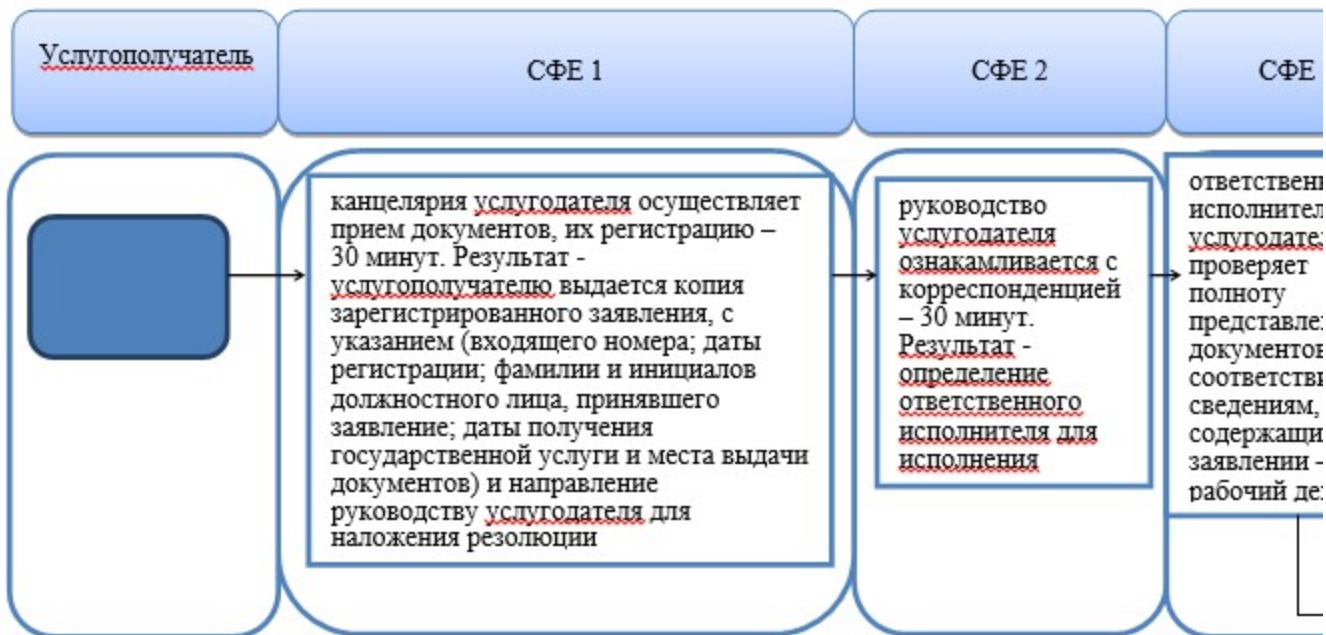 Услугополучатель
СФЕ 1
СФЕ 2
СФЕ
канцелярия услугодателя осуществляет
прием документов, их регистрацию –
30 минут. Результат -
услугополучателю выдается копия
зарегистрированного заявления, с
указанием (входящего номера; даты
регистрации; фамилии и инициалов
должностного лица, принявшего
заявление; даты получения
государственной услуги и места выдачи
документов) и направление
руководству услугодателя для
наложения резолюции
руководство
услугодателя
ознакамливается с
корреспонденцией
– 30 минут.
Результат -
определение
ответственного
исполнителя для
исполнения
проверяет
полноту
сведениям,
заявлении –
рабочий